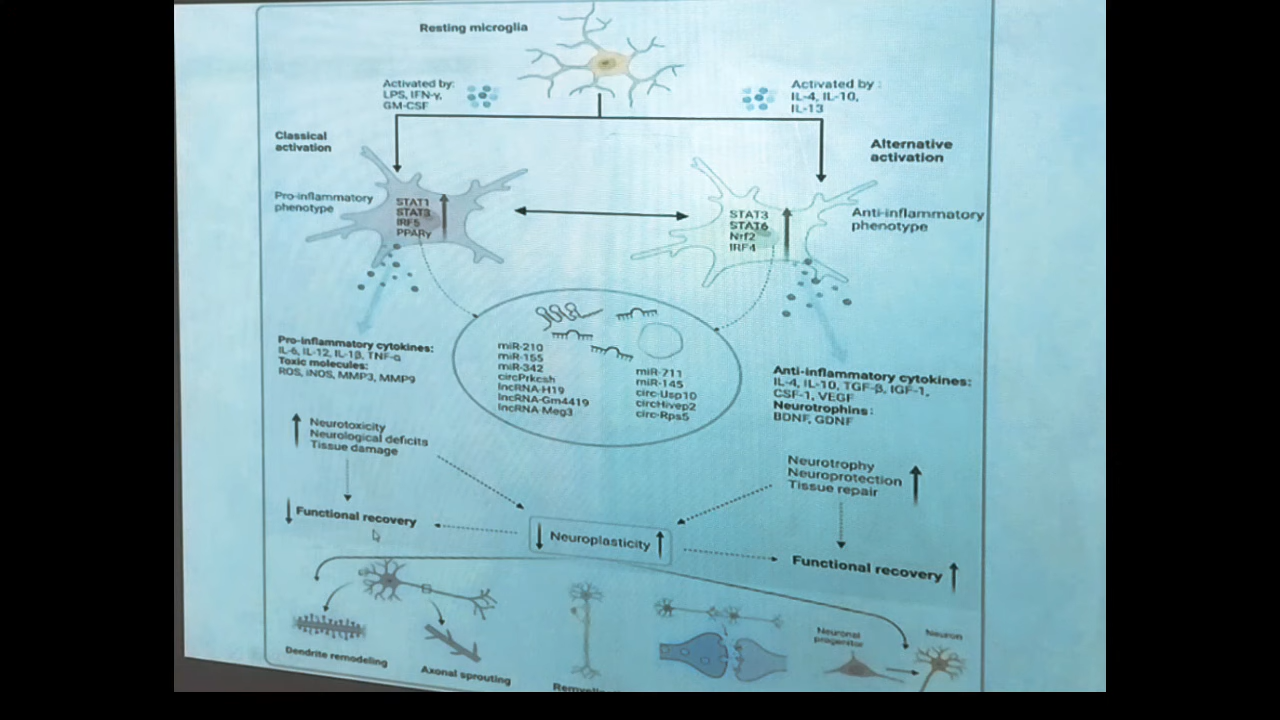 Resting microglia
Activated by:
LPS, IFN-γ,
GM-CSF
Activated by :
IL-4, IL-10,
IL-13
Classical
activation
Alternative
activation
Pro-inflammatory
phenotype
STAT1
STAT3
IRF5
PPARγ
STAT3
STAT6
Nrf2
IRF4
Anti-inflammatory
phenotype
Pro-inflammatory cytokines:
IL-6, IL-12, IL-1β, TNF-α
Toxic molecules:
ROS, iNOS, MMP3, MMP9
miR-210
miR-155
miR-342
circPrkcsh
lncRNA-H19
lncRNA-Gm4419
lncRNA-Meg3
miR-711
miR-145
circ-Usp10
circHivep2
circ-Rps5
Anti-inflammatory cytokines:
IL-4, IL-10, TGF-β, IGF-1,
CSF-1, VEGF
Neurotrophins:
BDNF, GDNF
Neurotoxicity
Neurological deficits
Tissue damage
Neurotrophy
Neuroprotection
Tissue repair
Functional recovery
Neuroplasticity
Functional recovery
Dendrite remodeling
Axonal sprouting
Neuronal
progenitor
Neuron